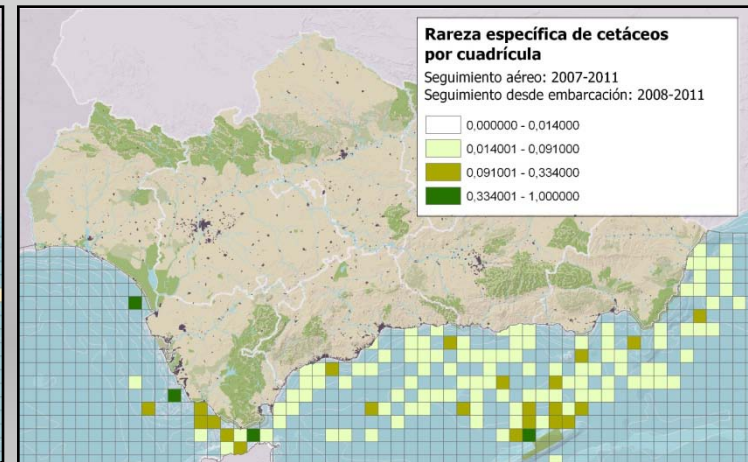 Rareza específica de cetáceos
por cuadrícula
Seguimiento aéreo: 2007-2011
Seguimiento desde embarcación: 2008-2011
0,000000 - 0,014000
0,014001 - 0,091000
0,091001 - 0,334000
0,334001 - 1,000000